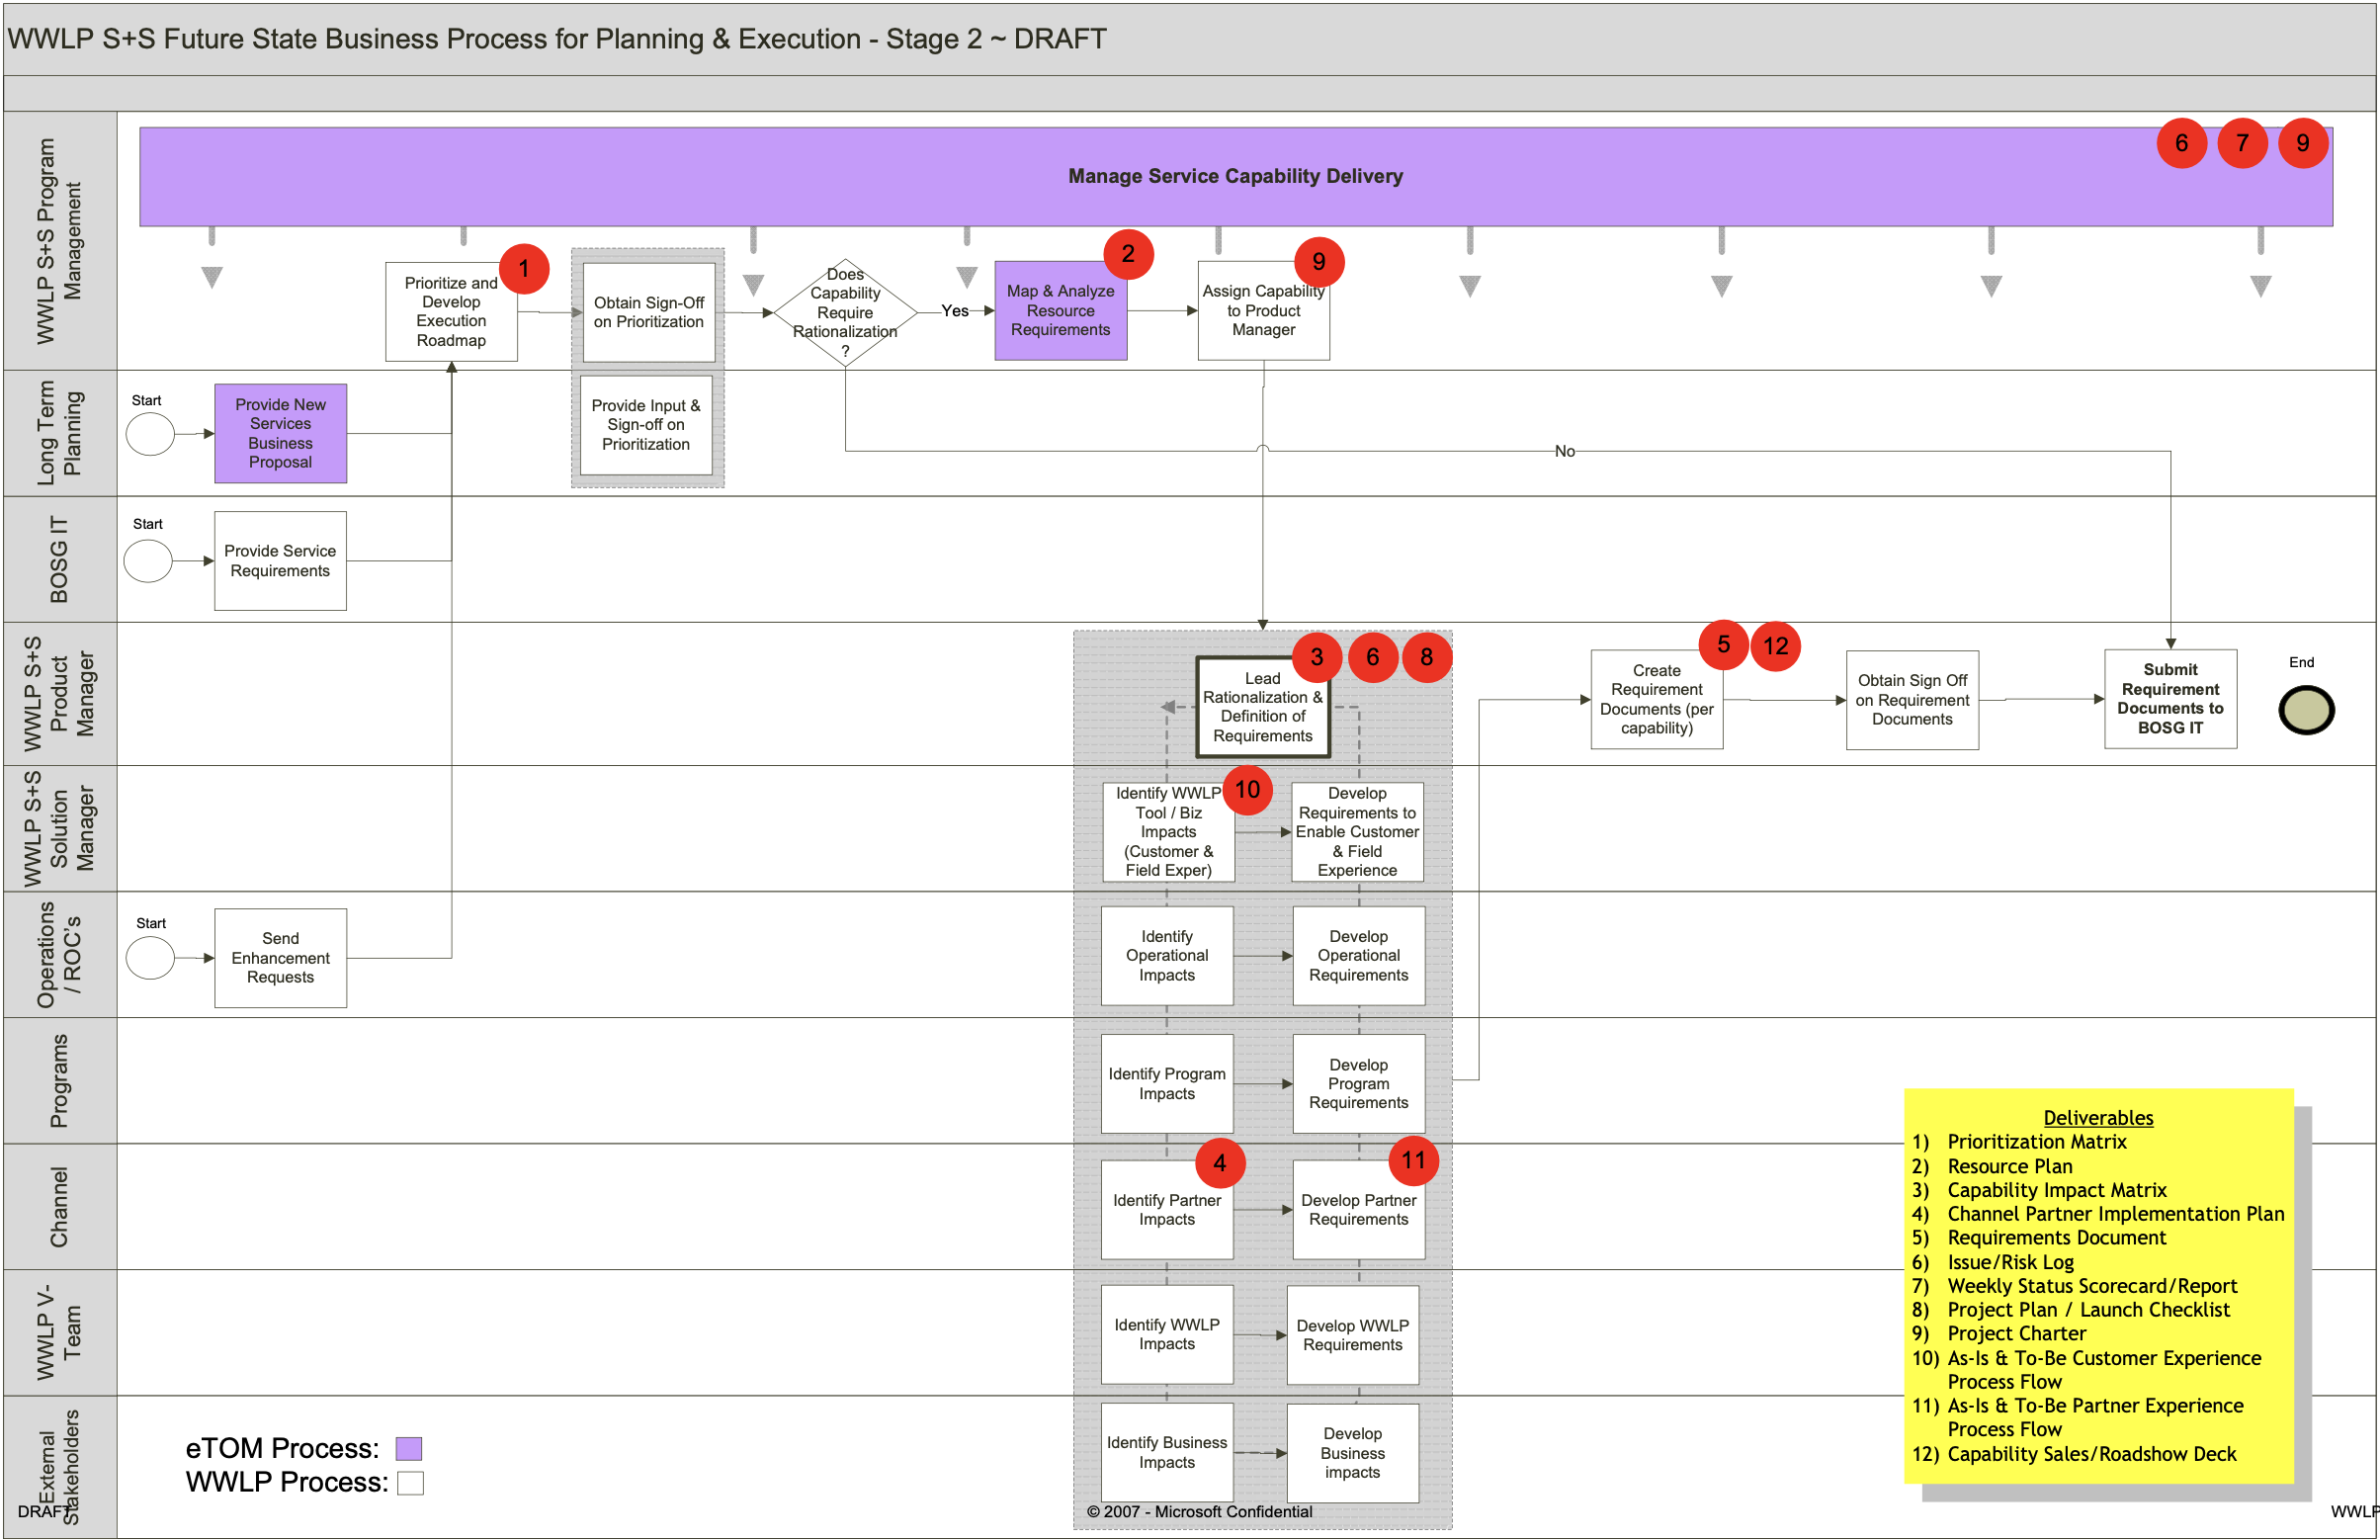 WWLP S+S Future State Business Process for Planning & Execution - Stage 2 ~ DRAFT
WWLP S+S Program
Management
Manage Service Capability Delivery
6
7
9
Prioritize and
Develop
Execution
Roadmap
1
Obtain Sign-Off
on Prioritization
Does
Capability
Require
Rationalization
?
Yes
Map & Analyze
Resource
Requirements
2
Assign Capability
to Product
Manager
9
Long Term
Planning
Start
Provide New
Services
Business
Proposal
Provide Input &
Sign-off on
Prioritization
No
BOSG IT
Start
Provide Service
Requirements
WWLP S+S
Product
Manager
Lead
Rationalization &
Definition of
Requirements
3
6
8
Create
Requirement
Documents (per
capability)
5
12
Obtain Sign Off
on Requirement
Documents
Submit
Requirement
Documents to
BOSG IT
End
WWLP S+S
Solution
Manager
Identify WWLP
Tool / Biz
Impacts
(Customer &
Field Exper)
10
Develop
Requirements to
Enable Customer
& Field
Experience
Operations
/ ROC's
Start
Send
Enhancement
Requests
Identify
Operational
Impacts
Develop
Operational
Requirements
Programs
Identify Program
Impacts
Develop
Program
Requirements
Channel
Identify Partner
Impacts
4
Develop Partner
Requirements
11
WWLP V-
Team
Identify WWLP
Impacts
Develop WWLP
Requirements
External
Stakeholders
Identify Business
Impacts
Develop
Business
impacts
eTOM Process:
WWLP Process:
Deliverables
1) Prioritization Matrix
2) Resource Plan
3) Capability Impact Matrix
4) Channel Partner Implementation Plan
5) Requirements Document
6) Issue/Risk Log
7) Weekly Status Scorecard/Report
8) Project Plan / Launch Checklist
9) Project Charter
10) As-Is & To-Be Customer Experience
Process Flow
11) As-Is & To-Be Partner Experience
Process Flow
12) Capability Sales/Roadshow Deck
DRAFT
© 2007 - Microsoft Confidential
WWLP